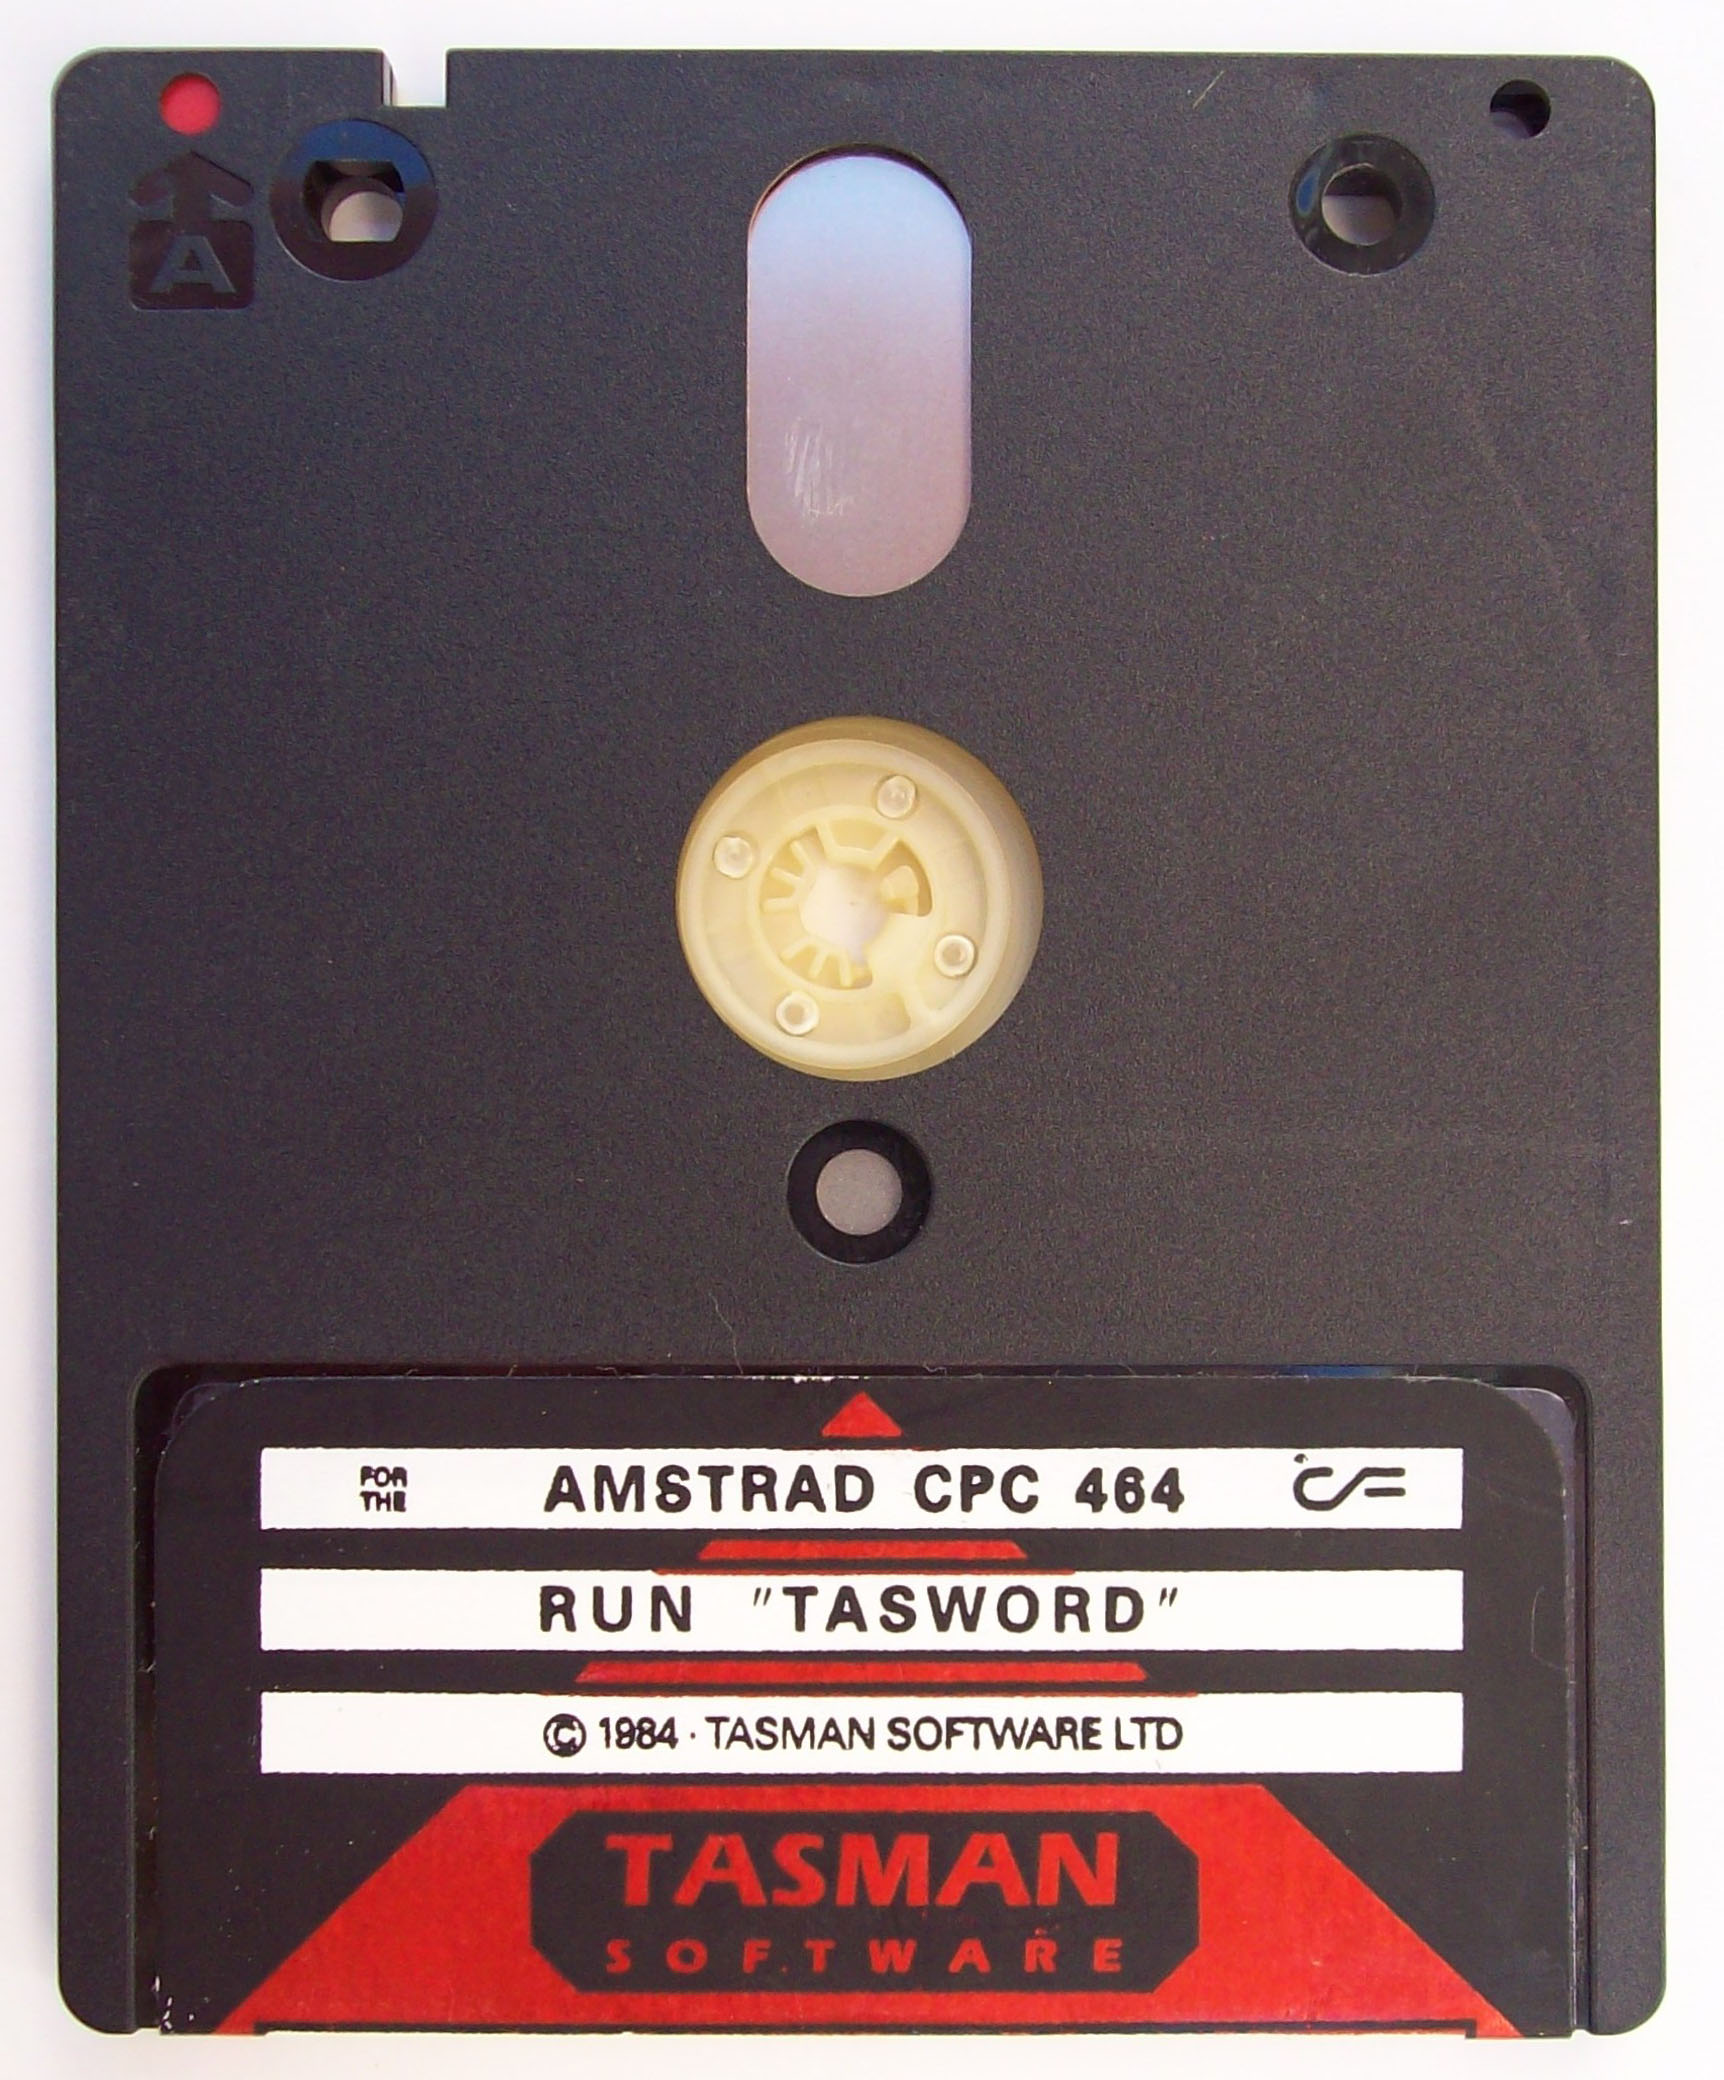 A
FOR
THE
AMSTRAD CPC 464
RUN "TASWORD"
© 1984 · TASMAN SOFTWARE LTD
TASMAN
SOFTWARE